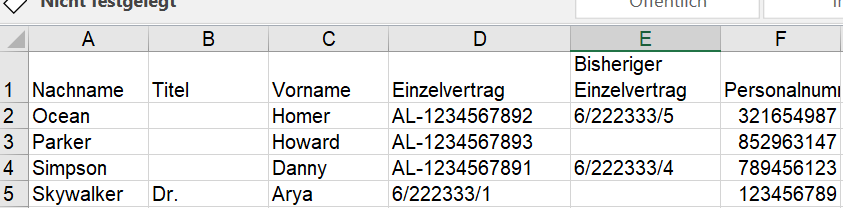 Nicht festgelegt
Öffentlich
A B C D E F
1 Nachname Titel Vorname Einzelvertrag Bisheriger Einzelvertrag
2 Ocean Homer AL-1234567892 6/222333/5 321654987
3 Parker Howard AL-1234567893 852963147
4 Simpson Danny AL-1234567891 6/222333/4 789456123
5 Skywalker Dr. Arya 6/222333/1 123456789